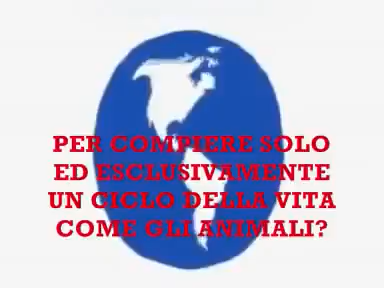 PER COMPIERE SOLO
ED ESCLUSIVAMENTE
UN CICLO DELLA VITA
COME GLI ANIMALI?